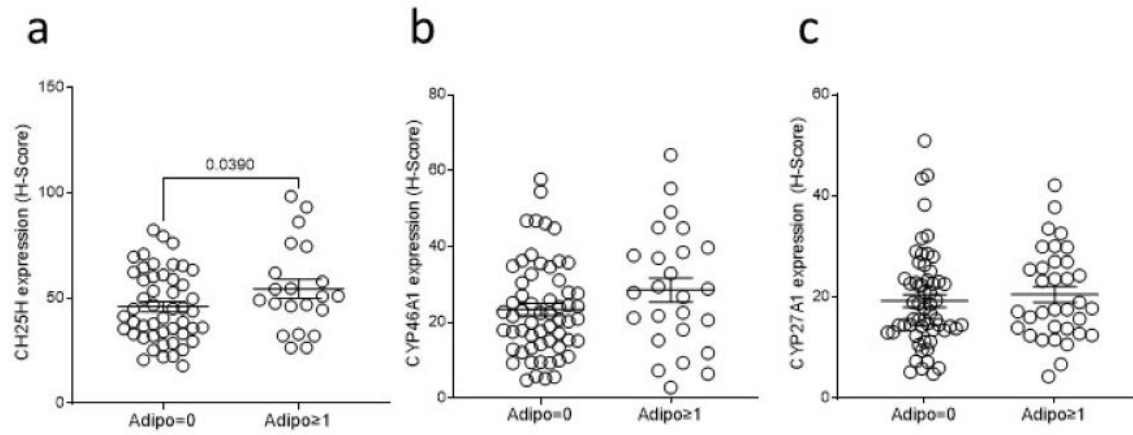 a
b
c
CH25H expression (H-Score)
150
100
50
0
0.0390
Adipo=0
Adipo≥1
CYP46A1 expression (H-Score)
80
60
40
20
0
Adipo=0
Adipo≥1
CYP27A1 expression (H-Score)
60
40
20
0
Adipo=0
Adipo≥1